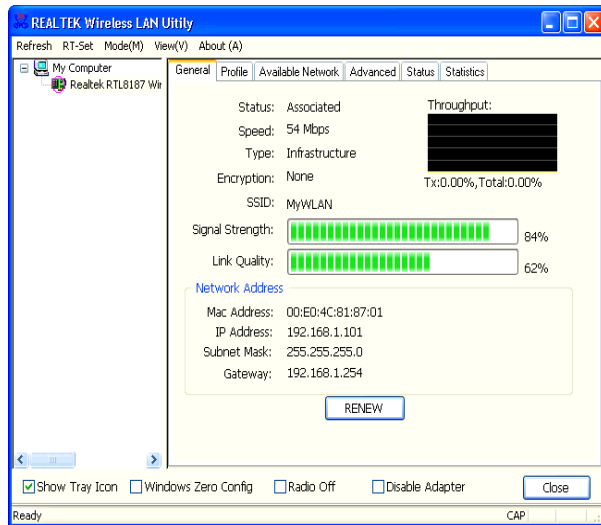 REALTEK Wireless LAN Uitily
Refresh RT-Set Mode(M) View(V) About (A)
My Computer
Realtek RTL8187 Wir
General Profile Available Network Advanced Status Statistics
Status: Associated
Throughput:
Speed: 54 Mbps
Type: Infrastructure
Encryption: None
Tx:0.00%,Total:0.00%
SSID: MyWLAN
Signal Strength: 84%
Link Quality: 62%
Network Address
Mac Address: 00:E0:4C:81:87:01
IP Address: 192.168.1.101
Subnet Mask: 255.255.255.0
Gateway: 192.168.1.254
RENEW
Show Tray Icon Windows Zero Config Radio Off Disable Adapter Close
Ready CAP